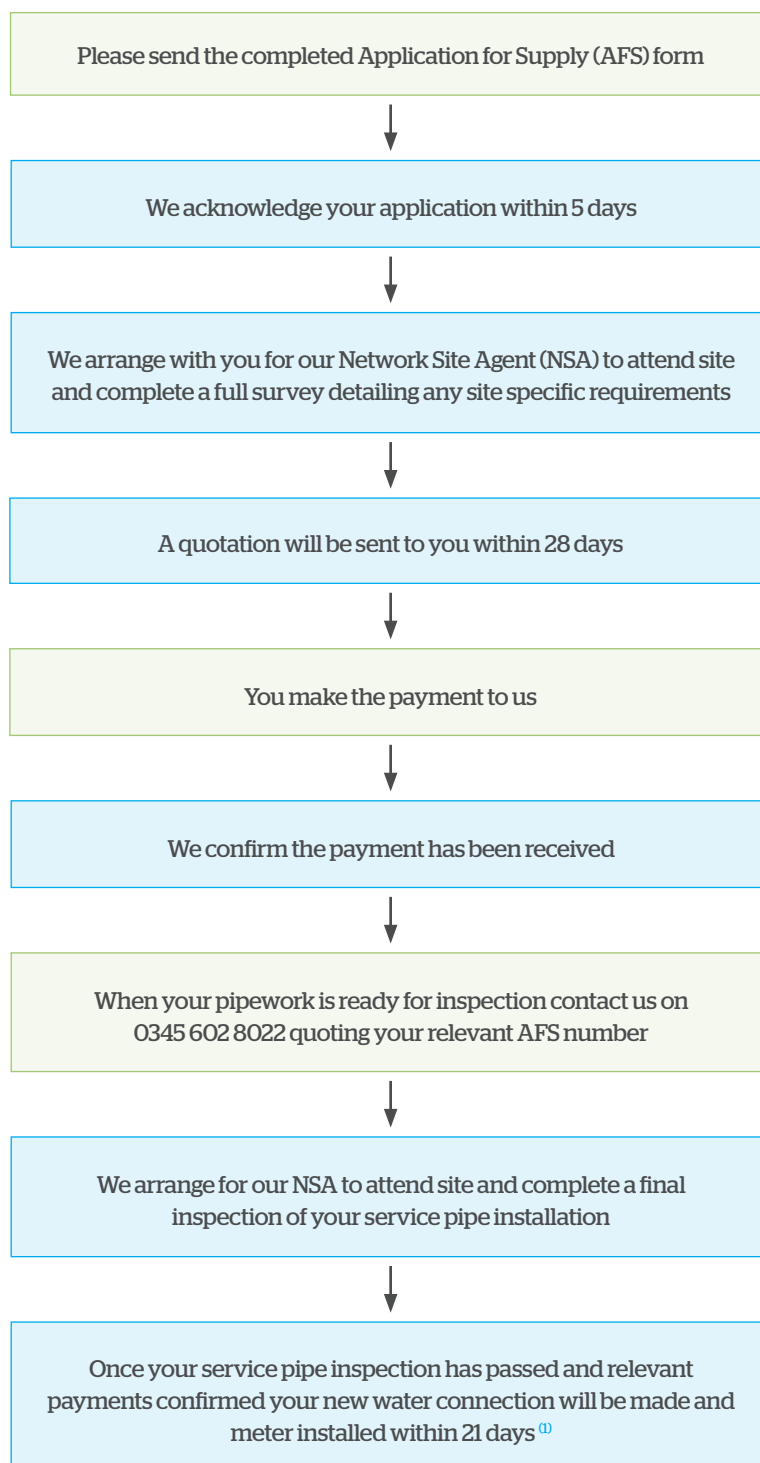 Please send the completed Application for Supply (AFS) form
We acknowledge your application within 5 days
We arrange with you for our Network Site Agent (NSA) to attend site
and complete a full survey detailing any site specific requirements
A quotation will be sent to you within 28 days
You make the payment to us
We confirm the payment has been received
When your pipework is ready for inspection contact us on
0345 602 8022 quoting your relevant AFS number
We arrange for our NSA to attend site and complete a final
inspection of your service pipe installation
Once your service pipe inspection has passed and relevant
payments confirmed your new water connection will be made and
meter installed within 21 days (1)